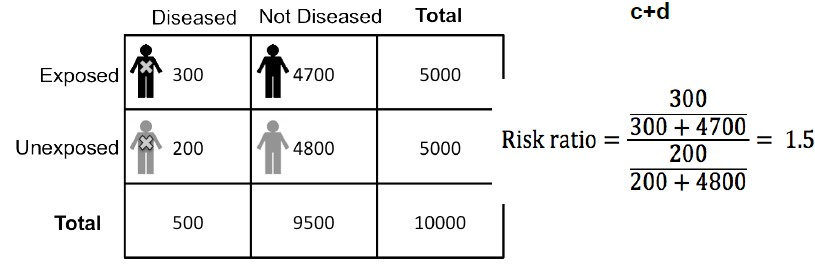 Diseased Not Diseased Total
c+d
Exposed 300 4700 5000
Unexposed 200 4800 5000
Total 500 9500 10000
Risk ratio = 300 / 300 + 4700 / 200 / 200 + 4800 = 1.5